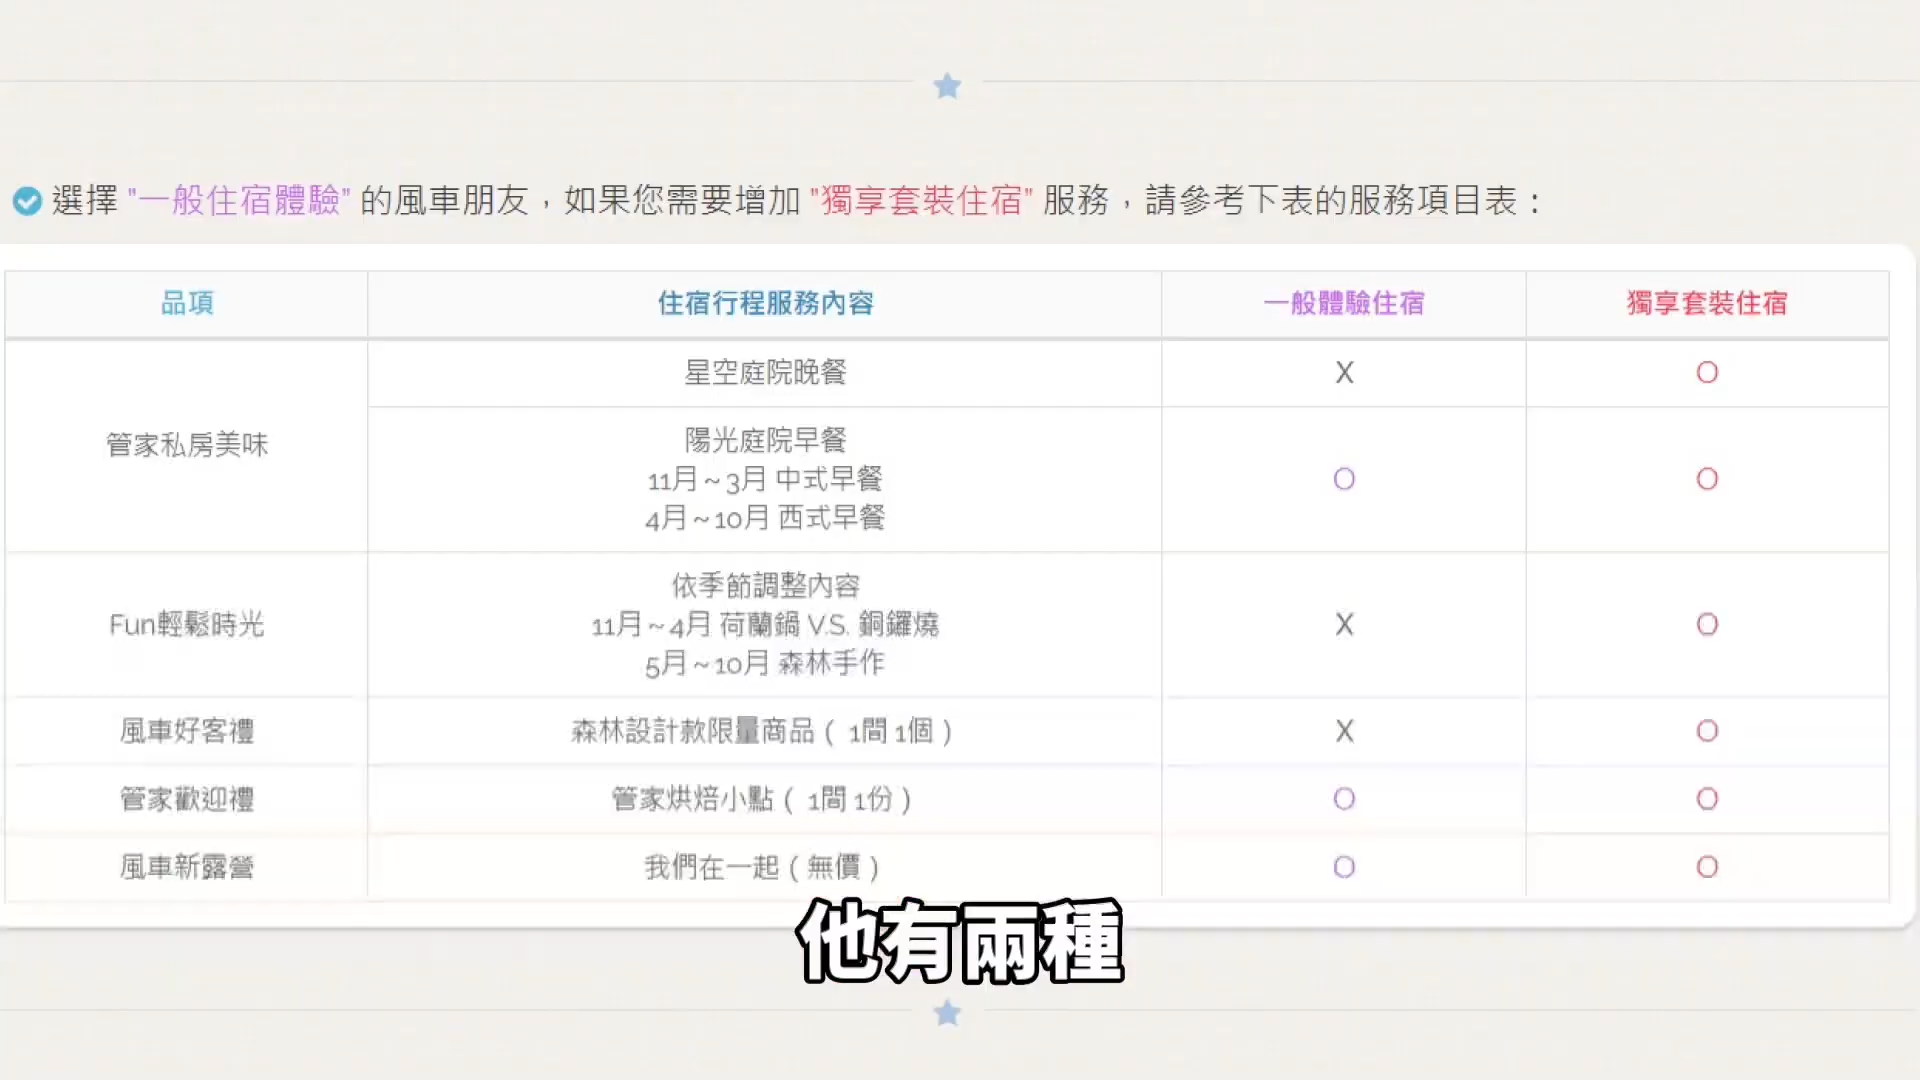 選擇 "一般住宿體驗" 的風車朋友，如果您需要增加 "獨享套裝住宿" 服務，請參考下表的服務項目表：
品項 住宿行程服務內容 一般體驗住宿 獨享套裝住宿
管家私房美味
星空庭院晚餐 X O
陽光庭院早餐
11月～3月 中式早餐 O O
4月～10月 西式早餐
依季節調整內容
Fun輕鬆時光 11月～4月 荷蘭鍋 V.S. 銅鑼燒 X O
5月～10月 森林手作
風車好客禮 森林設計款限量商品（1間 1個） X O
管家歡迎禮 管家烘焙小點（1間 1份） O O
風車新露營 我們在一起（無價） O O
他有兩種